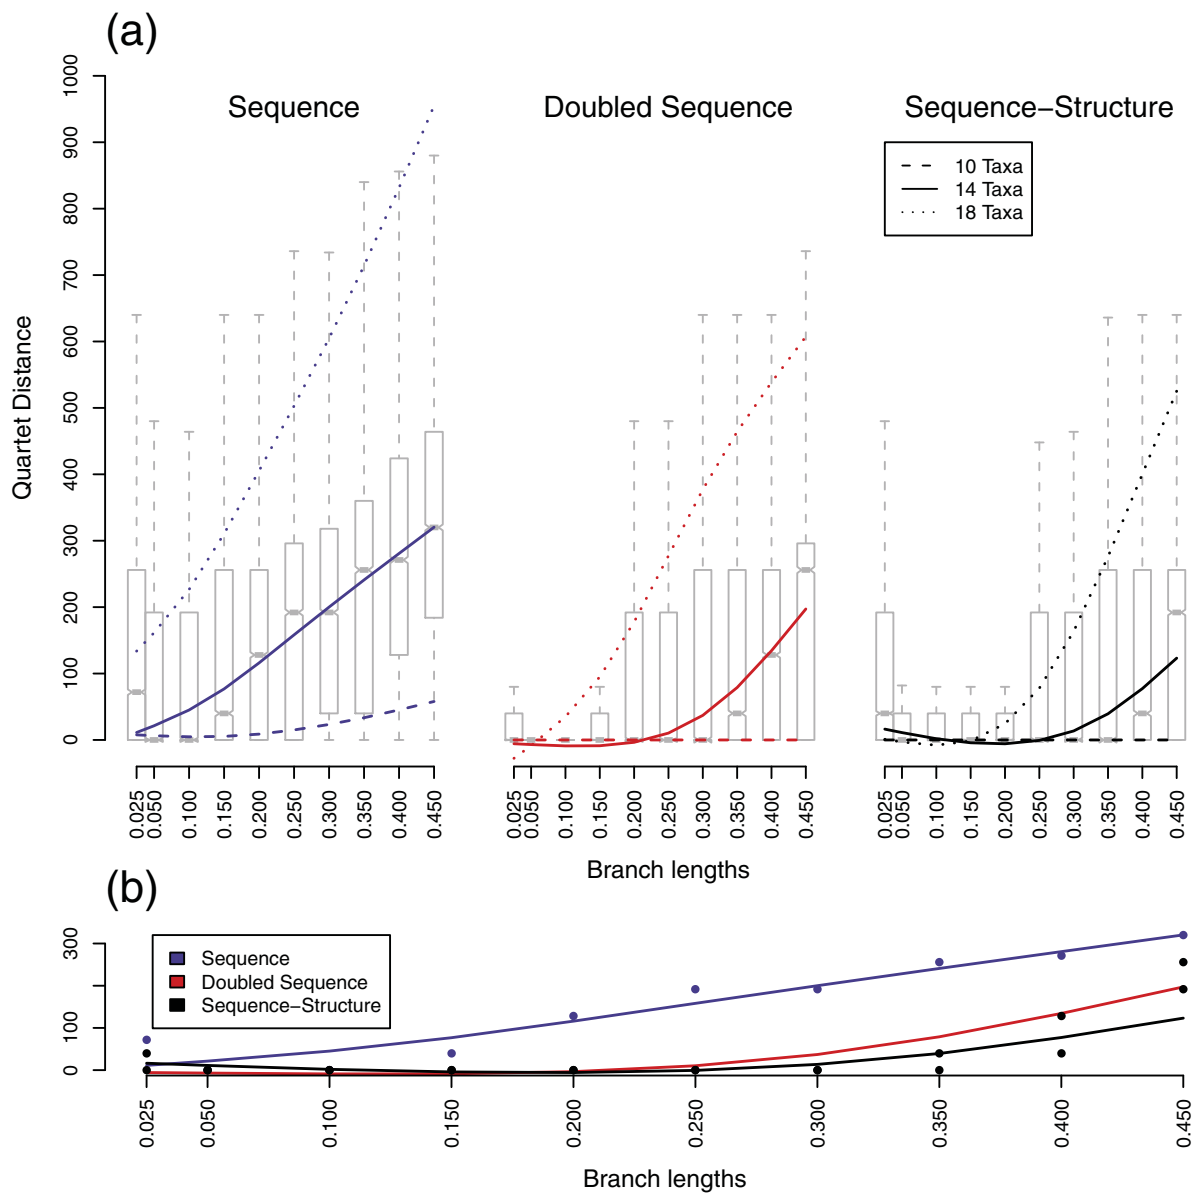 (a)
Sequence
Doubled Sequence
Sequence−Structure
10 Taxa
14 Taxa
18 Taxa
Quartet Distance
1000
900
800
700
600
500
400
300
200
100
0
0.025 0.050 0.100 0.150 0.200 0.250 0.300 0.350 0.400 0.450
0.025 0.050 0.100 0.150 0.200 0.250 0.300 0.350 0.400 0.450
0.025 0.050 0.100 0.150 0.200 0.250 0.300 0.350 0.400 0.450
Branch lengths
(b)
Sequence
Doubled Sequence
Sequence−Structure
300
100
0
0.025 0.050 0.100 0.150 0.200 0.250 0.300 0.350 0.400 0.450
Branch lengths